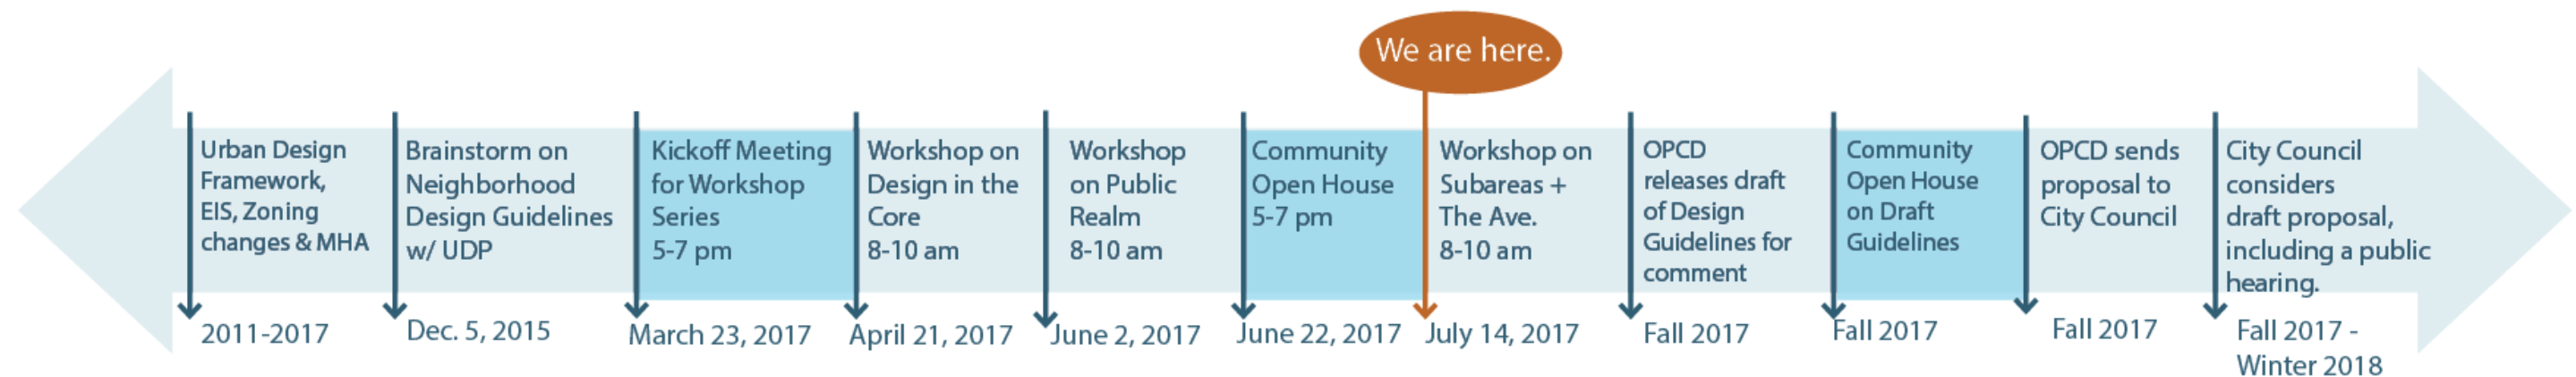 We are here.
Urban Design
Framework,
EIS, Zoning
changes & MHA
2011-2017
Brainstorm on
Neighborhood
Design Guidelines
w/ UDP
Dec. 5, 2015
Kickoff Meeting
for Workshop
Series
5-7 pm
March 23, 2017
Workshop on
Design in the
Core
8-10 am
April 21, 2017
Workshop
on Public
Realm
8-10 am
June 2, 2017
Community
Open House
5-7 pm
June 22, 2017
Workshop on
Subareas +
The Ave.
8-10 am
July 14, 2017
OPCD
releases draft
of Design
Guidelines for
comment
Fall 2017
Community
Open House
on Draft
Guidelines
Fall 2017
OPCD sends
proposal to
City Council
Fall 2017
City Council
considers
draft proposal,
including a public
hearing.
Fall 2017 -
Winter 2018